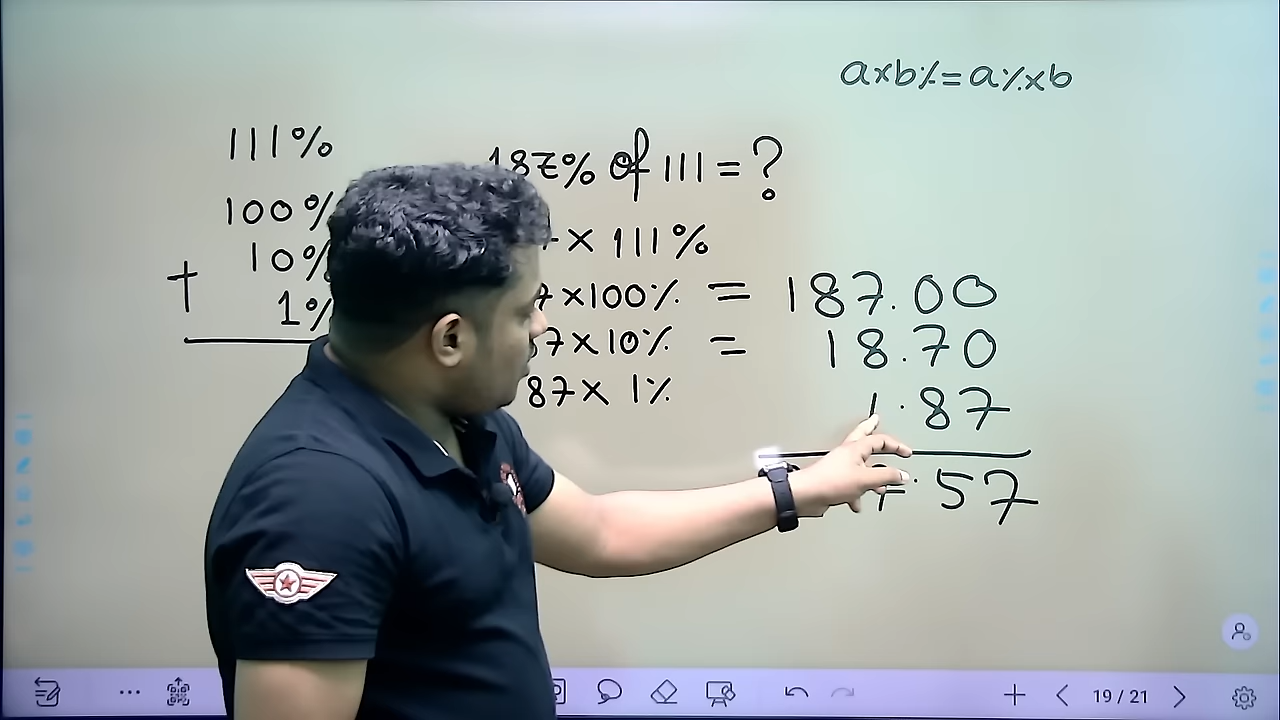 a×b%=a%×b
111%
187% of 111 = ?
100%
× 111%
10%
×100% = 187.00
+ 1%
7×10% = 18.70
87× 1%
1.87
7.57
19/21